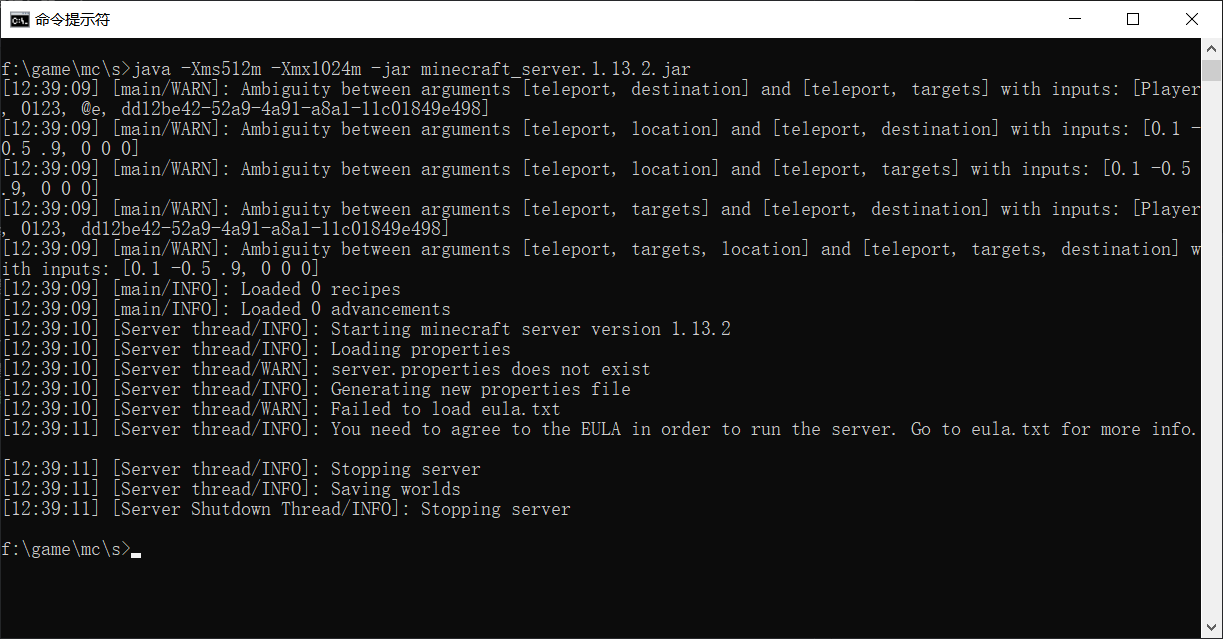 命令提示符
f:\game\mc\s>java -Xms512m -Xmx1024m -jar minecraft_server.1.13.2.jar
[12:39:09] [main/WARN]: Ambiguity between arguments [teleport, destination] and [teleport, targets] with inputs: [Player
, 0123, @e, dd12be42-52a9-4a91-a8a1-11c01849e498]
[12:39:09] [main/WARN]: Ambiguity between arguments [teleport, location] and [teleport, destination] with inputs: [0.1 -
0.5 .9, 0 0 0]
[12:39:09] [main/WARN]: Ambiguity between arguments [teleport, location] and [teleport, targets] with inputs: [0.1 -0.5
.9, 0 0 0]
[12:39:09] [main/WARN]: Ambiguity between arguments [teleport, targets] and [teleport, destination] with inputs: [Player
, 0123, dd12be42-52a9-4a91-a8a1-11c01849e498]
[12:39:09] [main/WARN]: Ambiguity between arguments [teleport, targets, location] and [teleport, targets, destination] w
ith inputs: [0.1 -0.5 .9, 0 0 0]
[12:39:09] [main/INFO]: Loaded 0 recipes
[12:39:09] [main/INFO]: Loaded 0 advancements
[12:39:10] [Server thread/INFO]: Starting minecraft server version 1.13.2
[12:39:10] [Server thread/INFO]: Loading properties
[12:39:10] [Server thread/WARN]: server.properties does not exist
[12:39:10] [Server thread/INFO]: Generating new properties file
[12:39:10] [Server thread/WARN]: Failed to load eula.txt
[12:39:11] [Server thread/INFO]: You need to agree to the EULA in order to run the server. Go to eula.txt for more info.
[12:39:11] [Server thread/INFO]: Stopping server
[12:39:11] [Server thread/INFO]: Saving worlds
[12:39:11] [Server Shutdown Thread/INFO]: Stopping server
f:\game\mc\s>